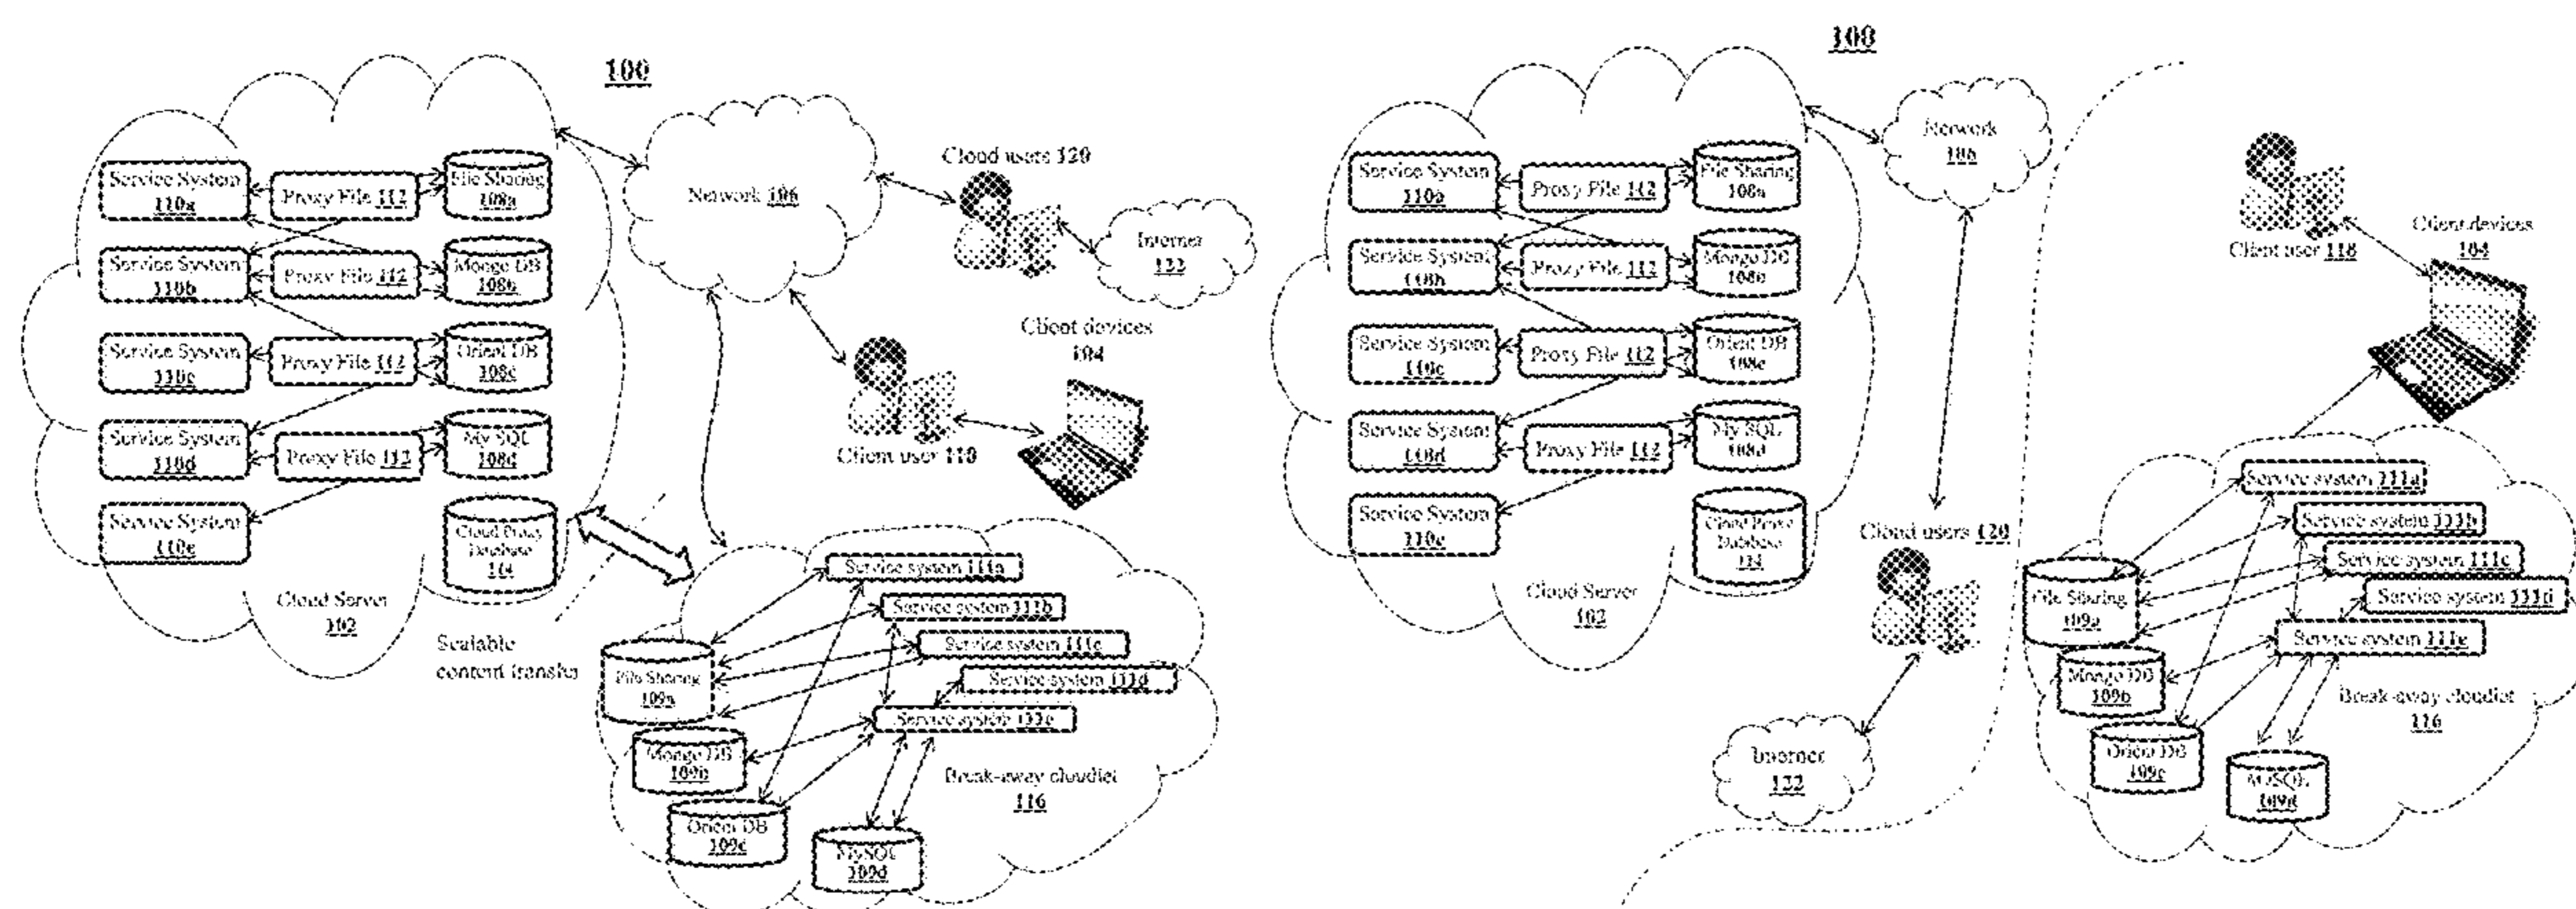 100
Service System
110a
Proxy File 112
File Sharing
108a
Service System
110b
Proxy File 112
Mongo DB
108b
Service System
110c
Proxy File 112
Orient DB
108c
Service System
110d
Proxy File 112
My SQL
108d
Service System
110e
Cloud Proxy
Database
114
Cloud Server
102
Network 106
Cloud users 120
Internet
122
Client devices
104
Client user 118
Scalable
content transfer
Service system 111a
Service system 111b
Service system 111c
Service system 111d
Service system 111e
File Sharing
109a
Mongo DB
109b
Orient DB
109c
MySQL
109d
Break-away cloudlet
116
100
Service System
110a
Proxy File 112
File Sharing
108a
Service System
110b
Proxy File 112
Mongo DB
108b
Service System
110c
Proxy File 112
Orient DB
108c
Service System
110d
Proxy File 112
My SQL
108d
Service System
110e
Cloud Proxy
Database
114
Cloud Server
102
Network
106
Cloud users 120
Internet
122
Client user 118
Client devices
104
Service system 111a
Service system 111b
Service system 111c
Service system 111d
Service system 111e
File Sharing
109a
Mongo DB
109b
Orient DB
109c
MySQL
109d
Break-away cloudlet
116